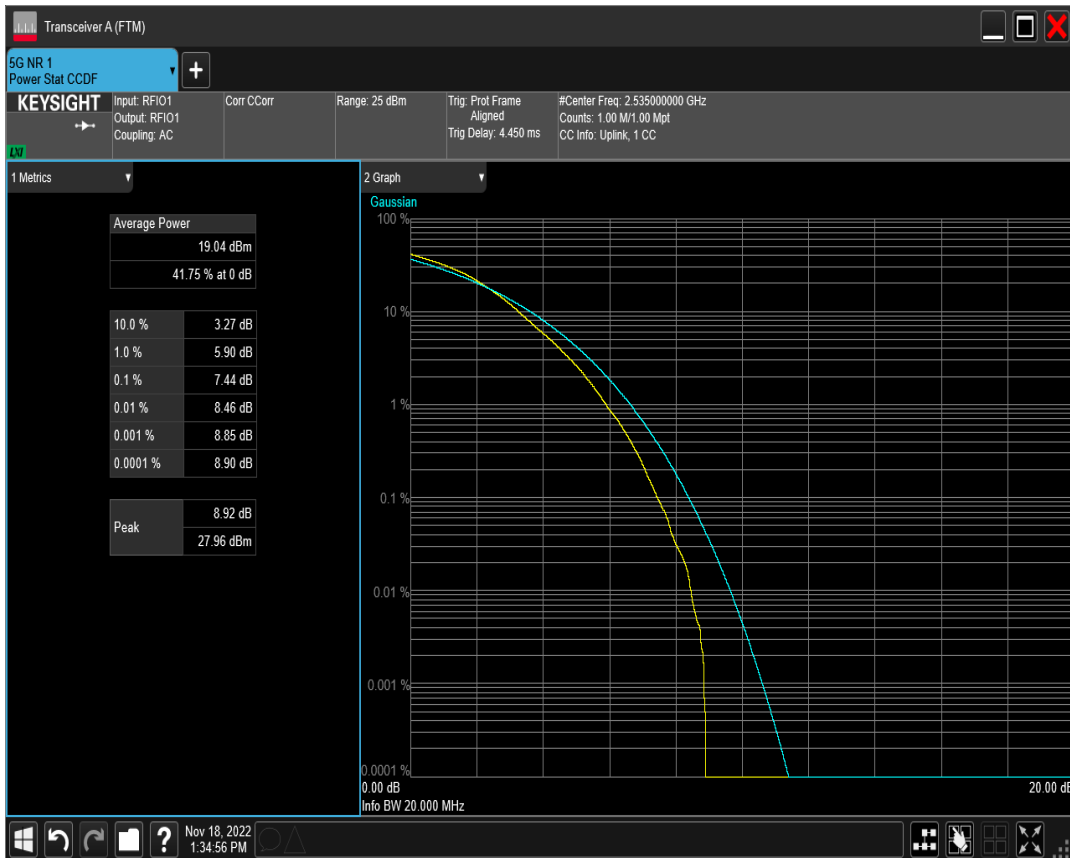 Transceiver A (FTM)
5G NR 1
Power Stat CCDF
+
KEYSIGHT
LXI
Input: RFIO1
Output: RFIO1
Coupling: AC
Corr CCorr
Range: 25 dBm
Trig: Prot Frame
Aligned
Trig Delay: 4.450 ms
#Center Freq: 2.535000000 GHz
Counts: 1.00 M/1.00 Mpt
CC Info: Uplink, 1 CC
1 Metrics
Average Power
19.04 dBm
41.75 % at 0 dB
10.0 % 3.27 dB
1.0 % 5.90 dB
0.1 % 7.44 dB
0.01 % 8.46 dB
0.001 % 8.85 dB
0.0001 % 8.90 dB
Peak
8.92 dB
27.96 dBm
2 Graph
Gaussian
100 %
10 %
1 %
0.1 %
0.01 %
0.001 %
0.0001 %
0.00 dB 20.00 dB
Info BW 20.000 MHz
?
Nov 18, 2022
1:34:56 PM